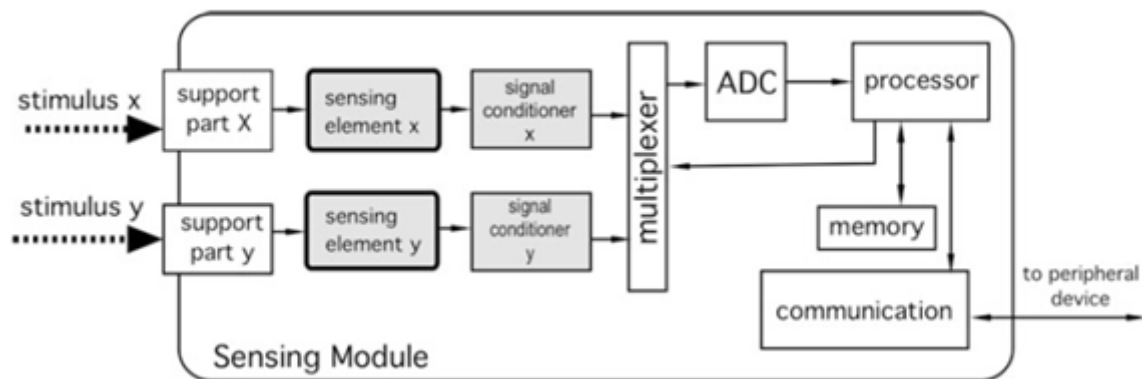 stimulus x
support
part X
sensing
element x
signal
conditioner
x
multiplexer
ADC
processor
stimulus y
support
part y
sensing
element y
signal
conditioner
y
memory
communication
to peripheral
device
Sensing Module